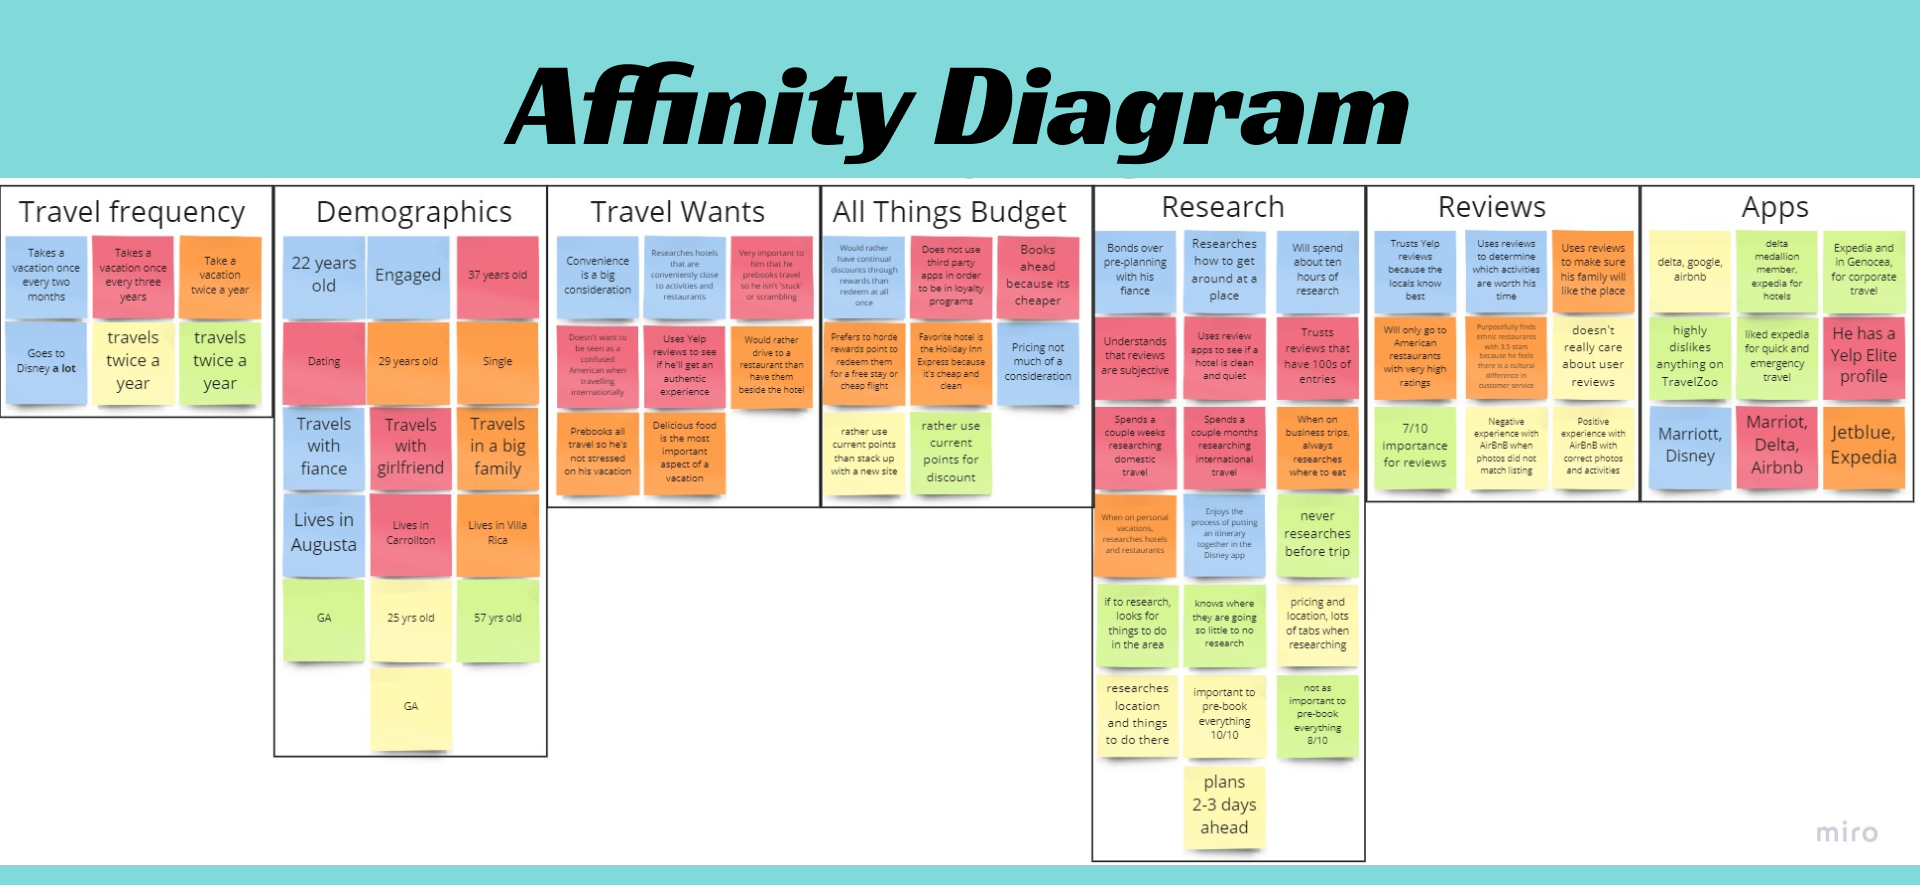 Affinity Diagram
Travel frequency
Takes a
vacation once
every two
months
Takes a
vacation once
every three
years
Take a
vacation
twice a year
Goes to
Disney a lot
travels
twice a
year
travels
twice a
year
Demographics
22 years
old
Engaged
37 years old
Dating
29 years old
Single
Travels
with
fiance
Travels
with
girlfriend
Travels
in a big
family
Lives in
Augusta
Lives in
Carrollton
Lives in Villa
Rica
GA
25 yrs old
57 yrs old
GA
Travel Wants
Convenience
is a big
consideration
Researches hotels
that are
conveniently close
to activities and
restaurants
Very important to
him that he
prebooks travel
so he isn't 'stuck'
or scrambling
Doesn't want to
be seen as a
confused
American when
travelling
internationally
Uses Yelp
reviews to see
if he'll get an
authentic
experience
Would rather
drive to a
restaurant than
have them
beside the hotel
Prebooks all
travel so he's
not stressed
on his vacation
Delicious food
is the most
important
aspect of a
vacation
All Things Budget
Would rather
have continual
discounts through
rewards than
redeem at all
once
Does not use
third party
apps in order
to be in loyalty
programs
Books
ahead
because its
cheaper
Prefers to horde
rewards point to
redeem them
for a free stay or
cheap flight
Favorite hotel is
the Holiday Inn
Express because
it's cheap and
clean
Pricing not
much of a
consideration
rather use
current points
than stack up
with a new site
rather use
current
points for
discount
Research
Bonds over
pre-planning
with his
fiance
Researches
how to get
around at a
place
Will spend
about ten
hours of
research
Understands
that reviews
are subjective
Uses review
apps to see if a
hotel is clean
and quiet
Trusts
reviews that
have 100s of
entries
Spends a
couple weeks
researching
domestic
travel
Spends a
couple months
researching
international
travel
When on
business trips,
always
researches
where to eat
When on personal
vacations,
researches hotels
and restaurants
Enjoys the
process of putting
an itinerary
together in the
Disney app
never
researches
before trip
if to research,
looks for
things to do
in the area
knows where
they are going
so little to no
research
pricing and
location, lots
of tabs when
researching
researches
location
and things
to do there
important to
pre-book
everything
10/10
not as
important to
pre-book
everything
8/10
plans
2-3 days
ahead
Reviews
Trusts Yelp
reviews
because the
locals know
best
Uses reviews
to determine
which activities
are worth his
time
Uses reviews
to make sure
his family will
like the place
Will only go to
American
restaurants
with very high
ratings
Purposefully finds
ethnic restaurants
with 3.5 stars
because he feels
there is a cultural
difference in
customer service
doesn't
really care
about user
reviews
7/10
importance
for reviews
Negative
experience with
AirBnB when
photos did not
match listing
Positive
experience with
AirBnB with
correct photos
and activities
Apps
delta, google,
airbnb
delta
medallion
member,
expedia for
hotels
Expedia and
in Genocea,
for corporate
travel
highly
dislikes
anything on
TravelZoo
liked expedia
for quick and
emergency
travel
He has a
Yelp Elite
profile
Marriott,
Disney
Marriot,
Delta,
Airbnb
Jetblue,
Expedia
miro